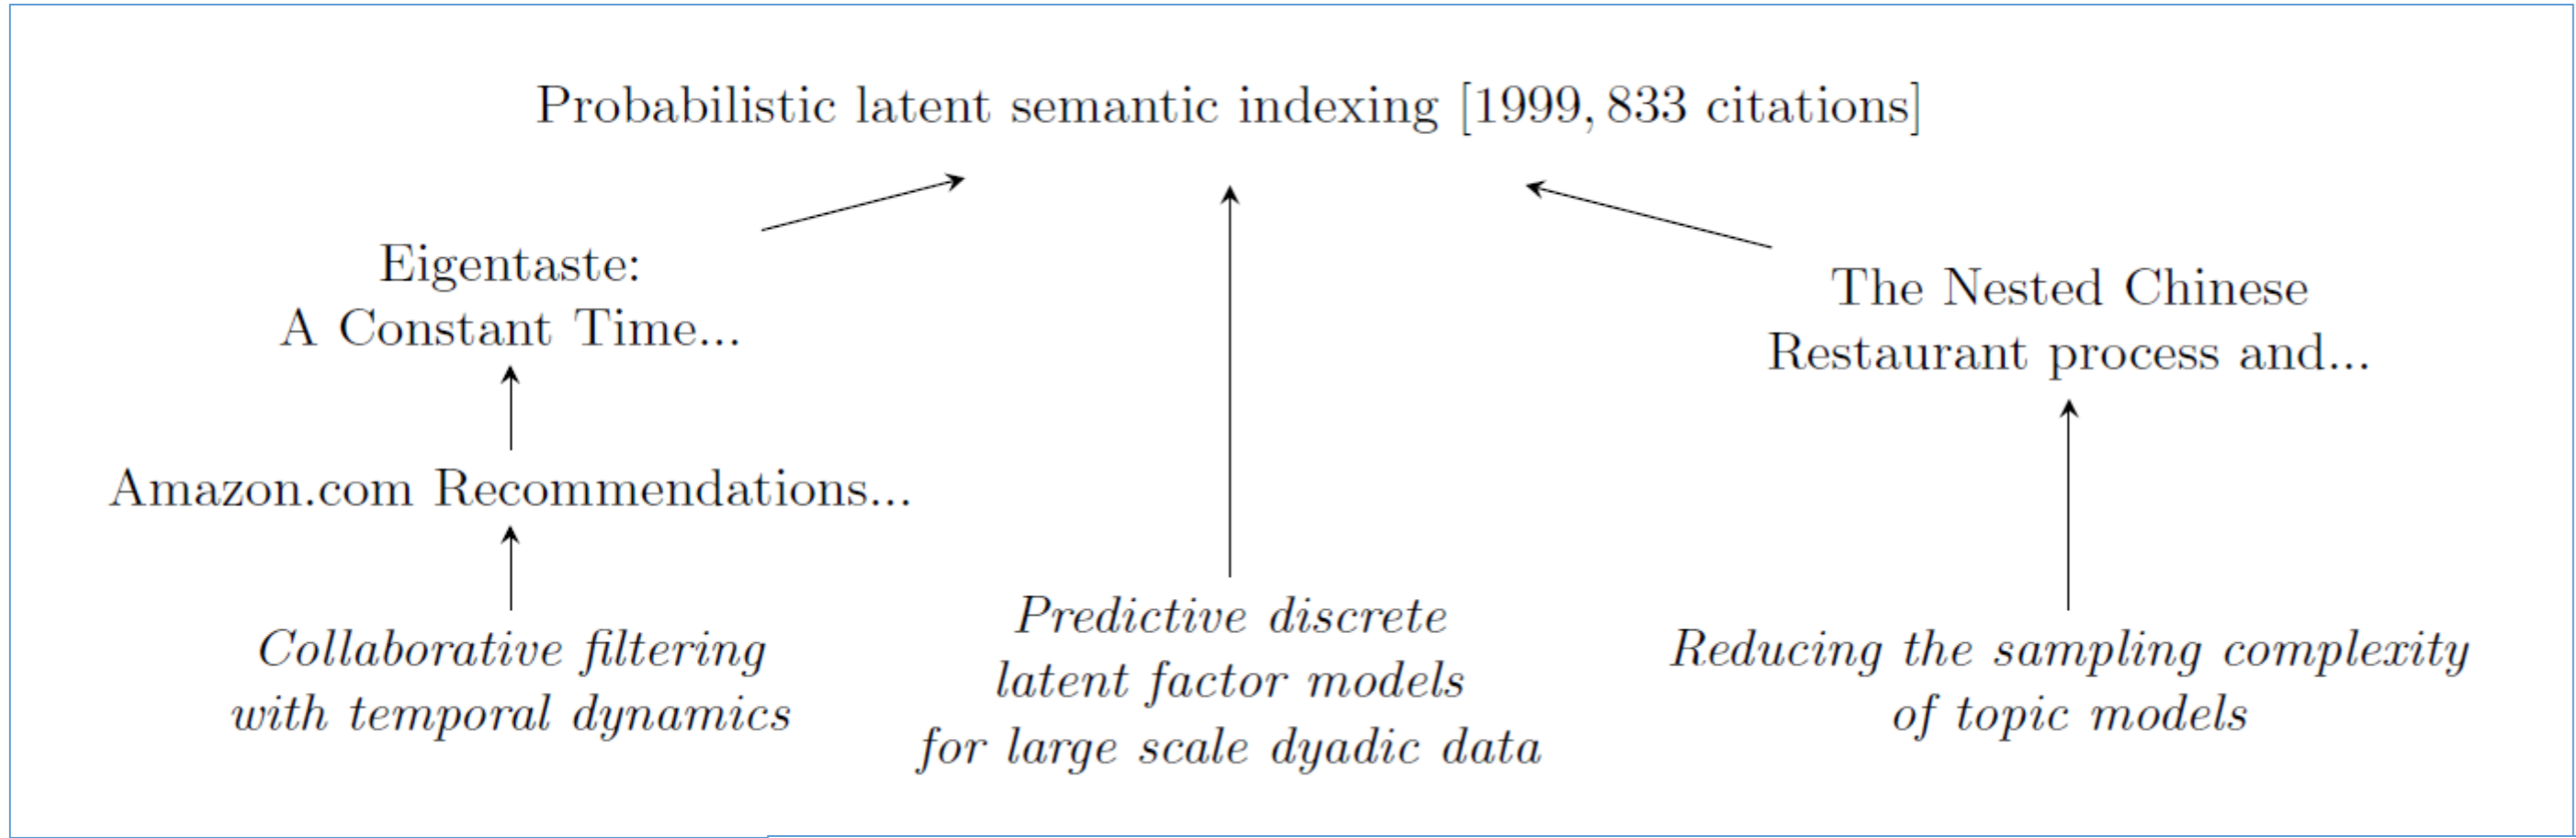 Probabilistic latent semantic indexing [1999, 833 citations]
Eigentaste:
A Constant Time...
The Nested Chinese
Restaurant process and...
Amazon.com Recommendations...
Collaborative filtering
with temporal dynamics
Predictive discrete
latent factor models
for large scale dyadic data
Reducing the sampling complexity
of topic models